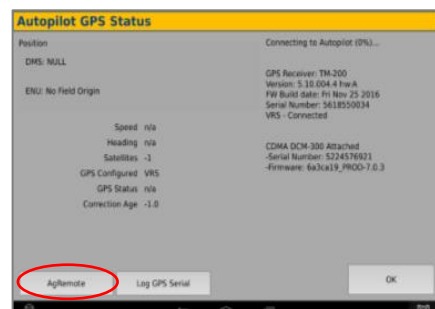 Autopilot GPS Status
Position
DMS: NULL
ENU: No Field Origin
Speed n/a
Heading n/a
Satellites -1
GPS Configured VRS
GPS Status n/a
Correction Age -1.0
Connecting to Autopilot (0%)...
GPS Receiver: TM-200
Version: 5.10.004.4 hw:A
FW Build date: Fri Nov 25 2016
Serial Number: 5618550034
VRS - Connected
CDMA DCM-300 Attached
-Serial Number: 5224576921
-Firmware: 6a3ca19_PROD-7.0.3
AgRemote
Log GPS Serial
OK